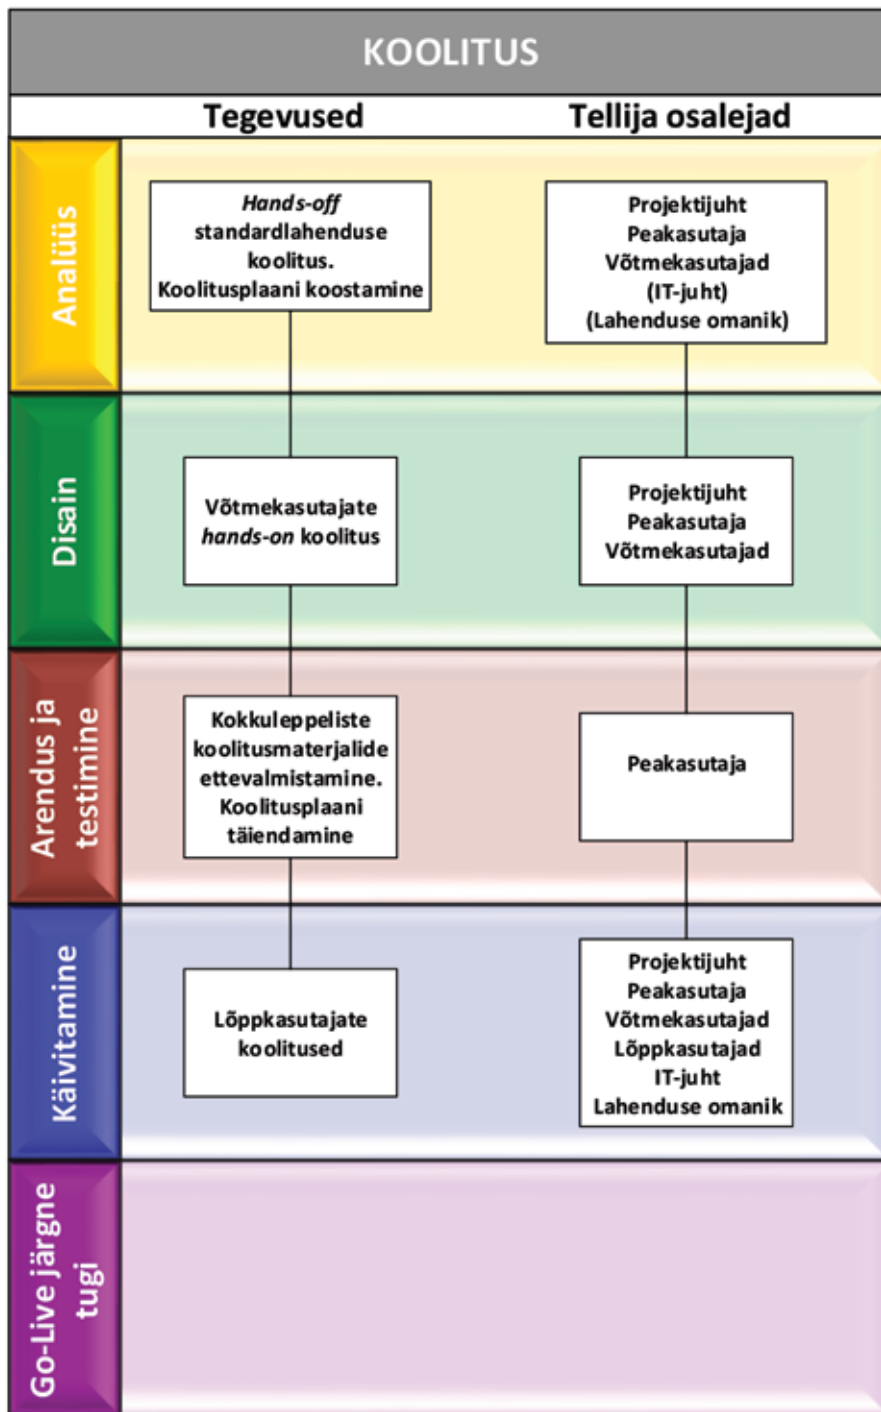 KOOLITUS
Tegevused
Tellija osalejad
Analüüs
Hands-off
standardlahenduse
koolitus.
Koolitusplaani koostamine
Projektijuht
Peakasutaja
Võtmekasutajad
(IT-juht)
(Lahenduse omanik)
Disain
Võtmekasutajate
hands-on koolitus
Projektijuht
Peakasutaja
Võtmekasutajad
Arendus ja
testimine
Kokkuleppeliste
koolitusmaterjalide
ettevalmistamine.
Koolitusplaani
täiendamine
Peakasutaja
Käivitamine
Lõppkasutajate
koolitused
Projektijuht
Peakasutaja
Võtmekasutajad
Lõppkasutajad
IT-juht
Lahenduse omanik
Go-Live järgne
tugi